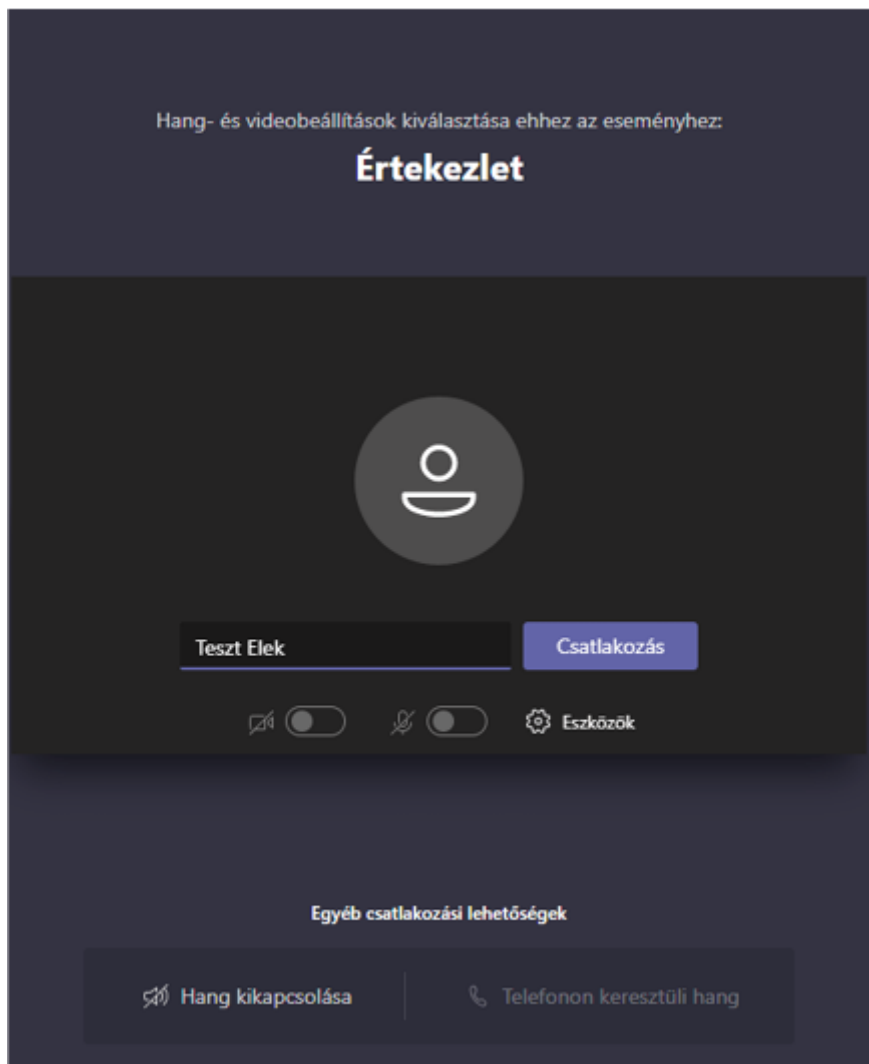 Hang- és videobeállítások kiválasztása ehhez az eseményhez:
Értekezlet
Teszt Elek
Csatlakozás
Eszközök
Egyéb csatlakozási lehetőségek
Hang kikapcsolása
Telefonon keresztüli hang